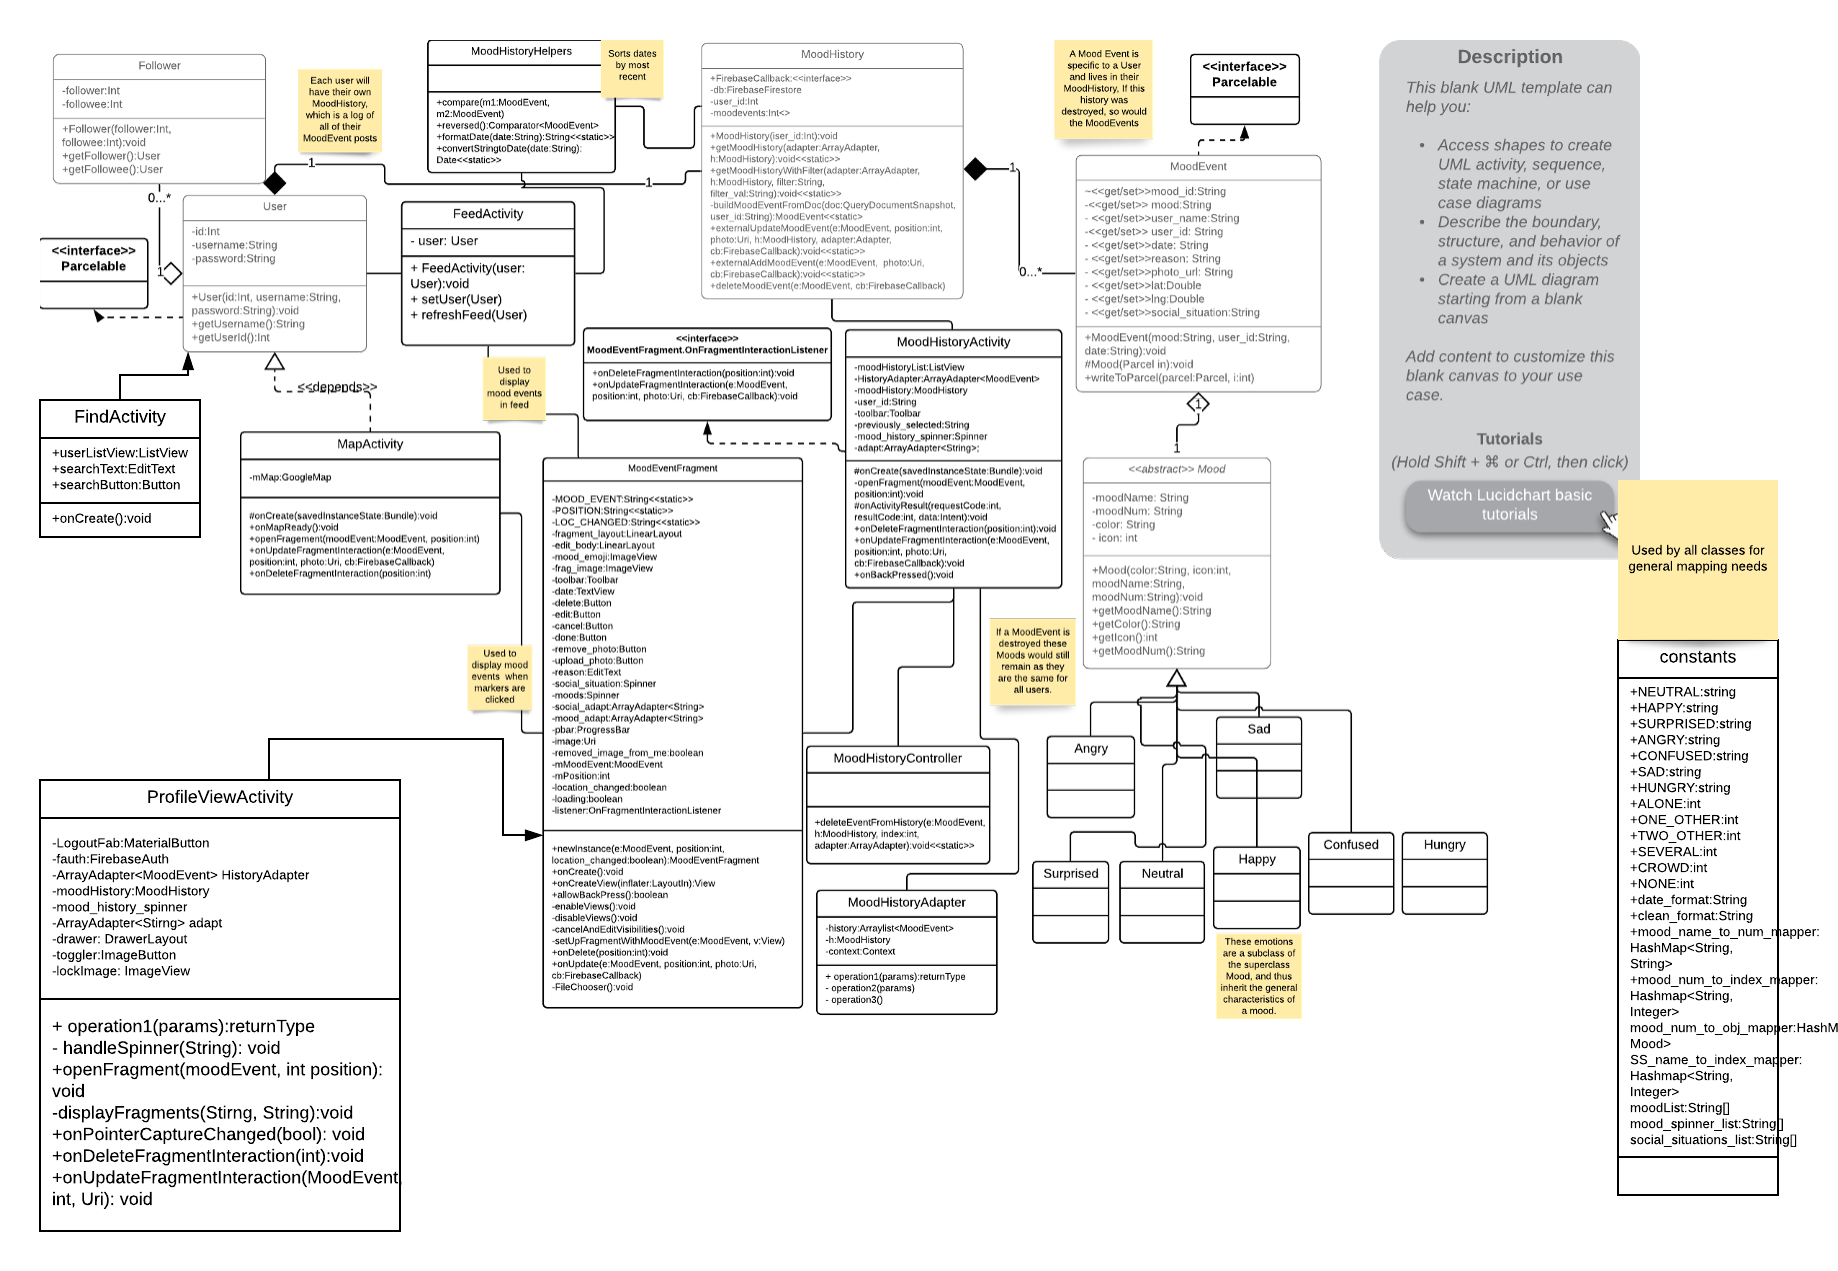 Follower
-follower:Int
-followee:Int
+Follower(follower:Int,
followee:Int):void
+getFollower():User
+getFollowee():User
Each user will
have their own
MoodHistory,
which is a log of
all of their
MoodEvent posts
MoodHistoryHelpers
+compare(m1:MoodEvent,
m2:MoodEvent)
+reversed():Comparator<MoodEvent>
+formatDate(date:String):String<<static>>
+convertStringtoDate(date:String):
Date<<static>>
Sorts dates
by most
recent
MoodHistory
+FirebaseCallback:<<interface>>
-db:FirebaseFirestore
-user_id:Int
-moodevents:Int<>
+MoodHistory(iser_id:Int):void
+getMoodHistory(adapter:ArrayAdapter,
h:MoodHistory):void<<static>>
+getMoodHistoryWithFilter(adapter:ArrayAdapter,
h:MoodHistory, filter:String,
filter_val:String):void<<static>>
-buildMoodEventFromDoc(doc:QueryDocumentSnapshot,
user_id:String):MoodEvent<<static>
+externalUpdateMoodEvent(e:MoodEvent, position:int,
photo:Uri, h:MoodHistory, adapter:Adapter,
cb:FirebaseCallback):void<<static>>
+externalAddMoodEvent(e:MoodEvent, photo:Uri,
cb:FirebaseCallback):void<<static>>
+deleteMoodEvent(e:MoodEvent, cb:FirebaseCallback)
A Mood Event is
specific to a User
and lives in their
MoodHistory, If this
history was
destroyed, so would
the MoodEvents
<<interface>>
Parcelable
MoodEvent
~<<get/set>>mood_id:String
-<<get/set>> mood:String
- <<get/set>>user_name:String
-<<get/set>> user_id: String
- <<get/set>>date: String
- <<get/set>>reason: String
- <<get/set>>photo_url: String
- <<get/set>>lat:Double
- <<get/set>>lng:Double
- <<get/set>>social_situation:String
+MoodEvent(mood:String, user_id:String,
date:String):void
#Mood(Parcel in):void
+writeToParcel(parcel:Parcel, i:int)
Description
This blank UML template can
help you:
• Access shapes to create
UML activity, sequence,
state machine, or use
case diagrams
• Describe the boundary,
structure, and behavior of
a system and its objects
• Create a UML diagram
starting from a blank
canvas
Add content to customize this
blank canvas to your use
case.
Tutorials
(Hold Shift + ⌘ or Ctrl, then click)
Watch Lucidchart basic
tutorials
1
1
1
0...*
0...*
1
1
1
<<interface>>
Parcelable
User
-id:Int
-username:String
-password:String
+User(id:Int, username:String,
password:String):void
+getUsername():String
+getUserId():Int
FeedActivity
- user: User
+ FeedActivity(user:
User):void
+ setUser(User)
+ refreshFeed(User)
<<interface>>
MoodEventFragment.OnFragmentInteractionListener
+onDeleteFragmentInteraction(position:int):void
+onUpdateFragmentInteraction(e:MoodEvent,
position:int, photo:Uri, cb:FirebaseCallback):void
Used to
display
mood events
in feed
<<depends>>
MoodHistoryActivity
-moodHistoryList:ListView
-HistoryAdapter:ArrayAdapter<MoodEvent>
-moodHistory:MoodHistory
-user_id:String
-toolbar:Toolbar
-previously_selected:String
-mood_history_spinner:Spinner
-adapt:ArrayAdapter<String>;
#onCreate(savedInstanceState:Bundle):void
-openFragment(moodEvent:MoodEvent,
position:int):void
#onActivityResult(requestCode:int,
resultCode:int, data:Intent):void
+onDeleteFragmentInteraction(position:int):void
+onUpdateFragmentInteraction(e:MoodEvent,
position:int, photo:Uri,
cb:FirebaseCallback):void
+onBackPressed():void
FindActivity
+userListView:ListView
+searchText:EditText
+searchButton:Button
+onCreate():void
MapActivity
-mMap:GoogleMap
#onCreate(savedInstanceState:Bundle):void
+onMapReady():void
+openFragement(moodEvent:MoodEvent, position:int)
+onUpdateFragmentInteraction(e:MoodEvent,
position:int, photo:Uri, cb:FirebaseCallback)
+onDeleteFragmentInteraction(position:int)
MoodEventFragment
-MOOD_EVENT:String<<static>>
-POSITION:String<<static>>
-LOC_CHANGED:String<<static>>
-fragment_layout:LinearLayout
-edit_body:LinearLayout
-mood_emoji:ImageView
-frag_image:ImageView
-toolbar:Toolbar
-date:TextView
-delete:Button
-edit:Button
-cancel:Button
-done:Button
-remove_photo:Button
-upload_photo:Button
-reason:EditText
-social_situation:Spinner
-moods:Spinner
-social_adapt:ArrayAdapter<String>
-mood_adapt:ArrayAdapter<String>
-pbar:ProgressBar
-image:Uri
-removed_image_from_me:boolean
-mMoodEvent:MoodEvent
-mPosition:int
-location_changed:boolean
-loading:boolean
-listener:OnFragmentInteractionListener
+newInstance(e:MoodEvent, position:int,
location_changed:boolean):MoodEventFragment
+onCreate():void
+onCreateView(inflater:LayoutIn):View
+allowBackPress():boolean
-enableViews():void
-disableViews():void
-cancelAndEditVisibilities():void
-setUpFragmentWithMoodEvent(e:MoodEvent, v:View)
+onDelete(position:int):void
+onUpdate(e:MoodEvent, position:int, photo:Uri,
cb:FirebaseCallback)
-FileChooser():void
Used to
display mood
events when
markers are
clicked
<<abstract>> Mood
-moodName: String
-moodNum: String
-color: String
- icon: int
+Mood(color:String, icon:int,
moodName:String,
moodNum:String):void
+getMoodName():String
+getColor():String
+getIcon():int
+getMoodNum():String
If a MoodEvent is
destroyed these
Moods would still
remain as they
are the same for
all users.
Used by all classes for
general mapping needs
constants
+NEUTRAL:string
+HAPPY:string
+SURPRISED:string
+ANGRY:string
+CONFUSED:string
+SAD:string
+HUNGRY:string
+ALONE:int
+ONE_OTHER:int
+TWO_OTHER:int
+SEVERAL:int
+CROWD:int
+NONE:int
+date_format:String
+clean_format:String
+mood_name_to_num_mapper:
HashMap<String,
String>
+mood_num_to_index_mapper:
Hashmap<String,
Integer>
mood_num_to_obj_mapper:HashM
Mood>
SS_name_to_index_mapper:
Hashmap<String,
Integer>
moodList:String[]
mood_spinner_list:String[]
social_situations_list:String[]
ProfileViewActivity
-LogoutFab:MaterialButton
-fauth:FirebaseAuth
-ArrayAdapter<MoodEvent> HistoryAdapter
-moodHistory:MoodHistory
-mood_history_spinner
-ArrayAdapter<Stirng> adapt
-drawer: DrawerLayout
-toggler:ImageButton
-lockImage: ImageView
+ operation1(params):returnType
- handleSpinner(String): void
+openFragment(moodEvent, int position):
void
-displayFragments(Stirng, String):void
+onPointerCaptureChanged(bool): void
+onDeleteFragmentInteraction(int):void
+onUpdateFragmentInteraction(MoodEvent,
int, Uri): void
MoodHistoryController
+deleteEventFromHistory(e:MoodEvent,
h:MoodHistory, index:int,
adapter:ArrayAdapter):void<<static>>
MoodHistoryAdapter
-history:Arraylist<MoodEvent>
-h:MoodHistory
-context:Context
+ operation1(params):returnType
- operation2(params)
- operation3()
Angry
Sad
Surprised
Neutral
Happy
Confused
Hungry
These emotions
are a subclass of
the superclass
Mood, and thus
inherit the general
characteristics of
a mood.